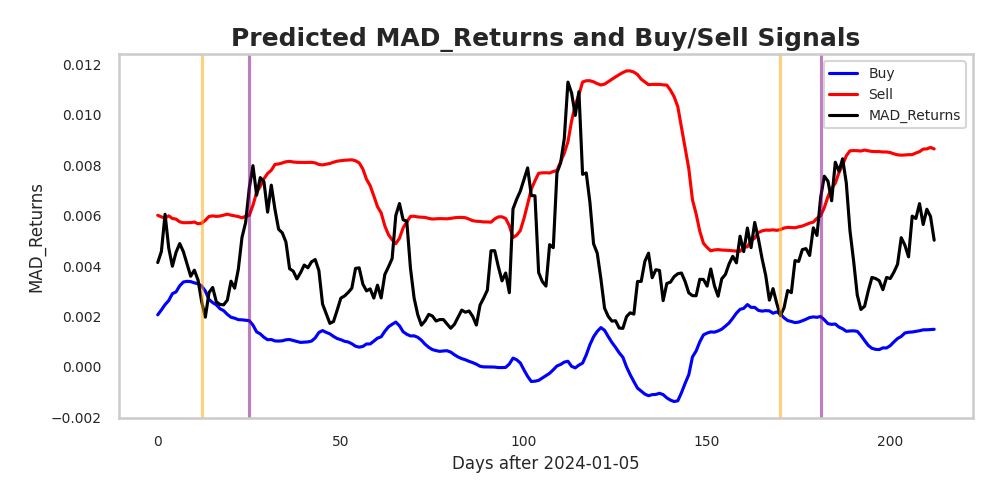 Predicted MAD_Returns and Buy/Sell Signals
Buy
Sell
MAD_Returns
MAD_Returns
0.012
0.010
0.008
0.006
0.004
0.002
0.000
−0.002
0
50
100
150
200
Days after 2024-01-05